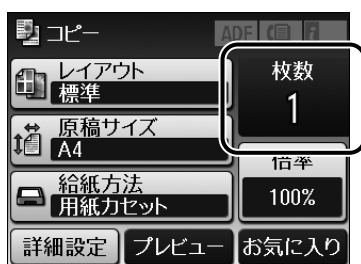 コピー
ADF
i
レイアウト
標準
枚数
1
原稿サイズ
A4
倍率
100%
給紙方法
用紙カセット
詳細設定
プレビュー
お気に入り